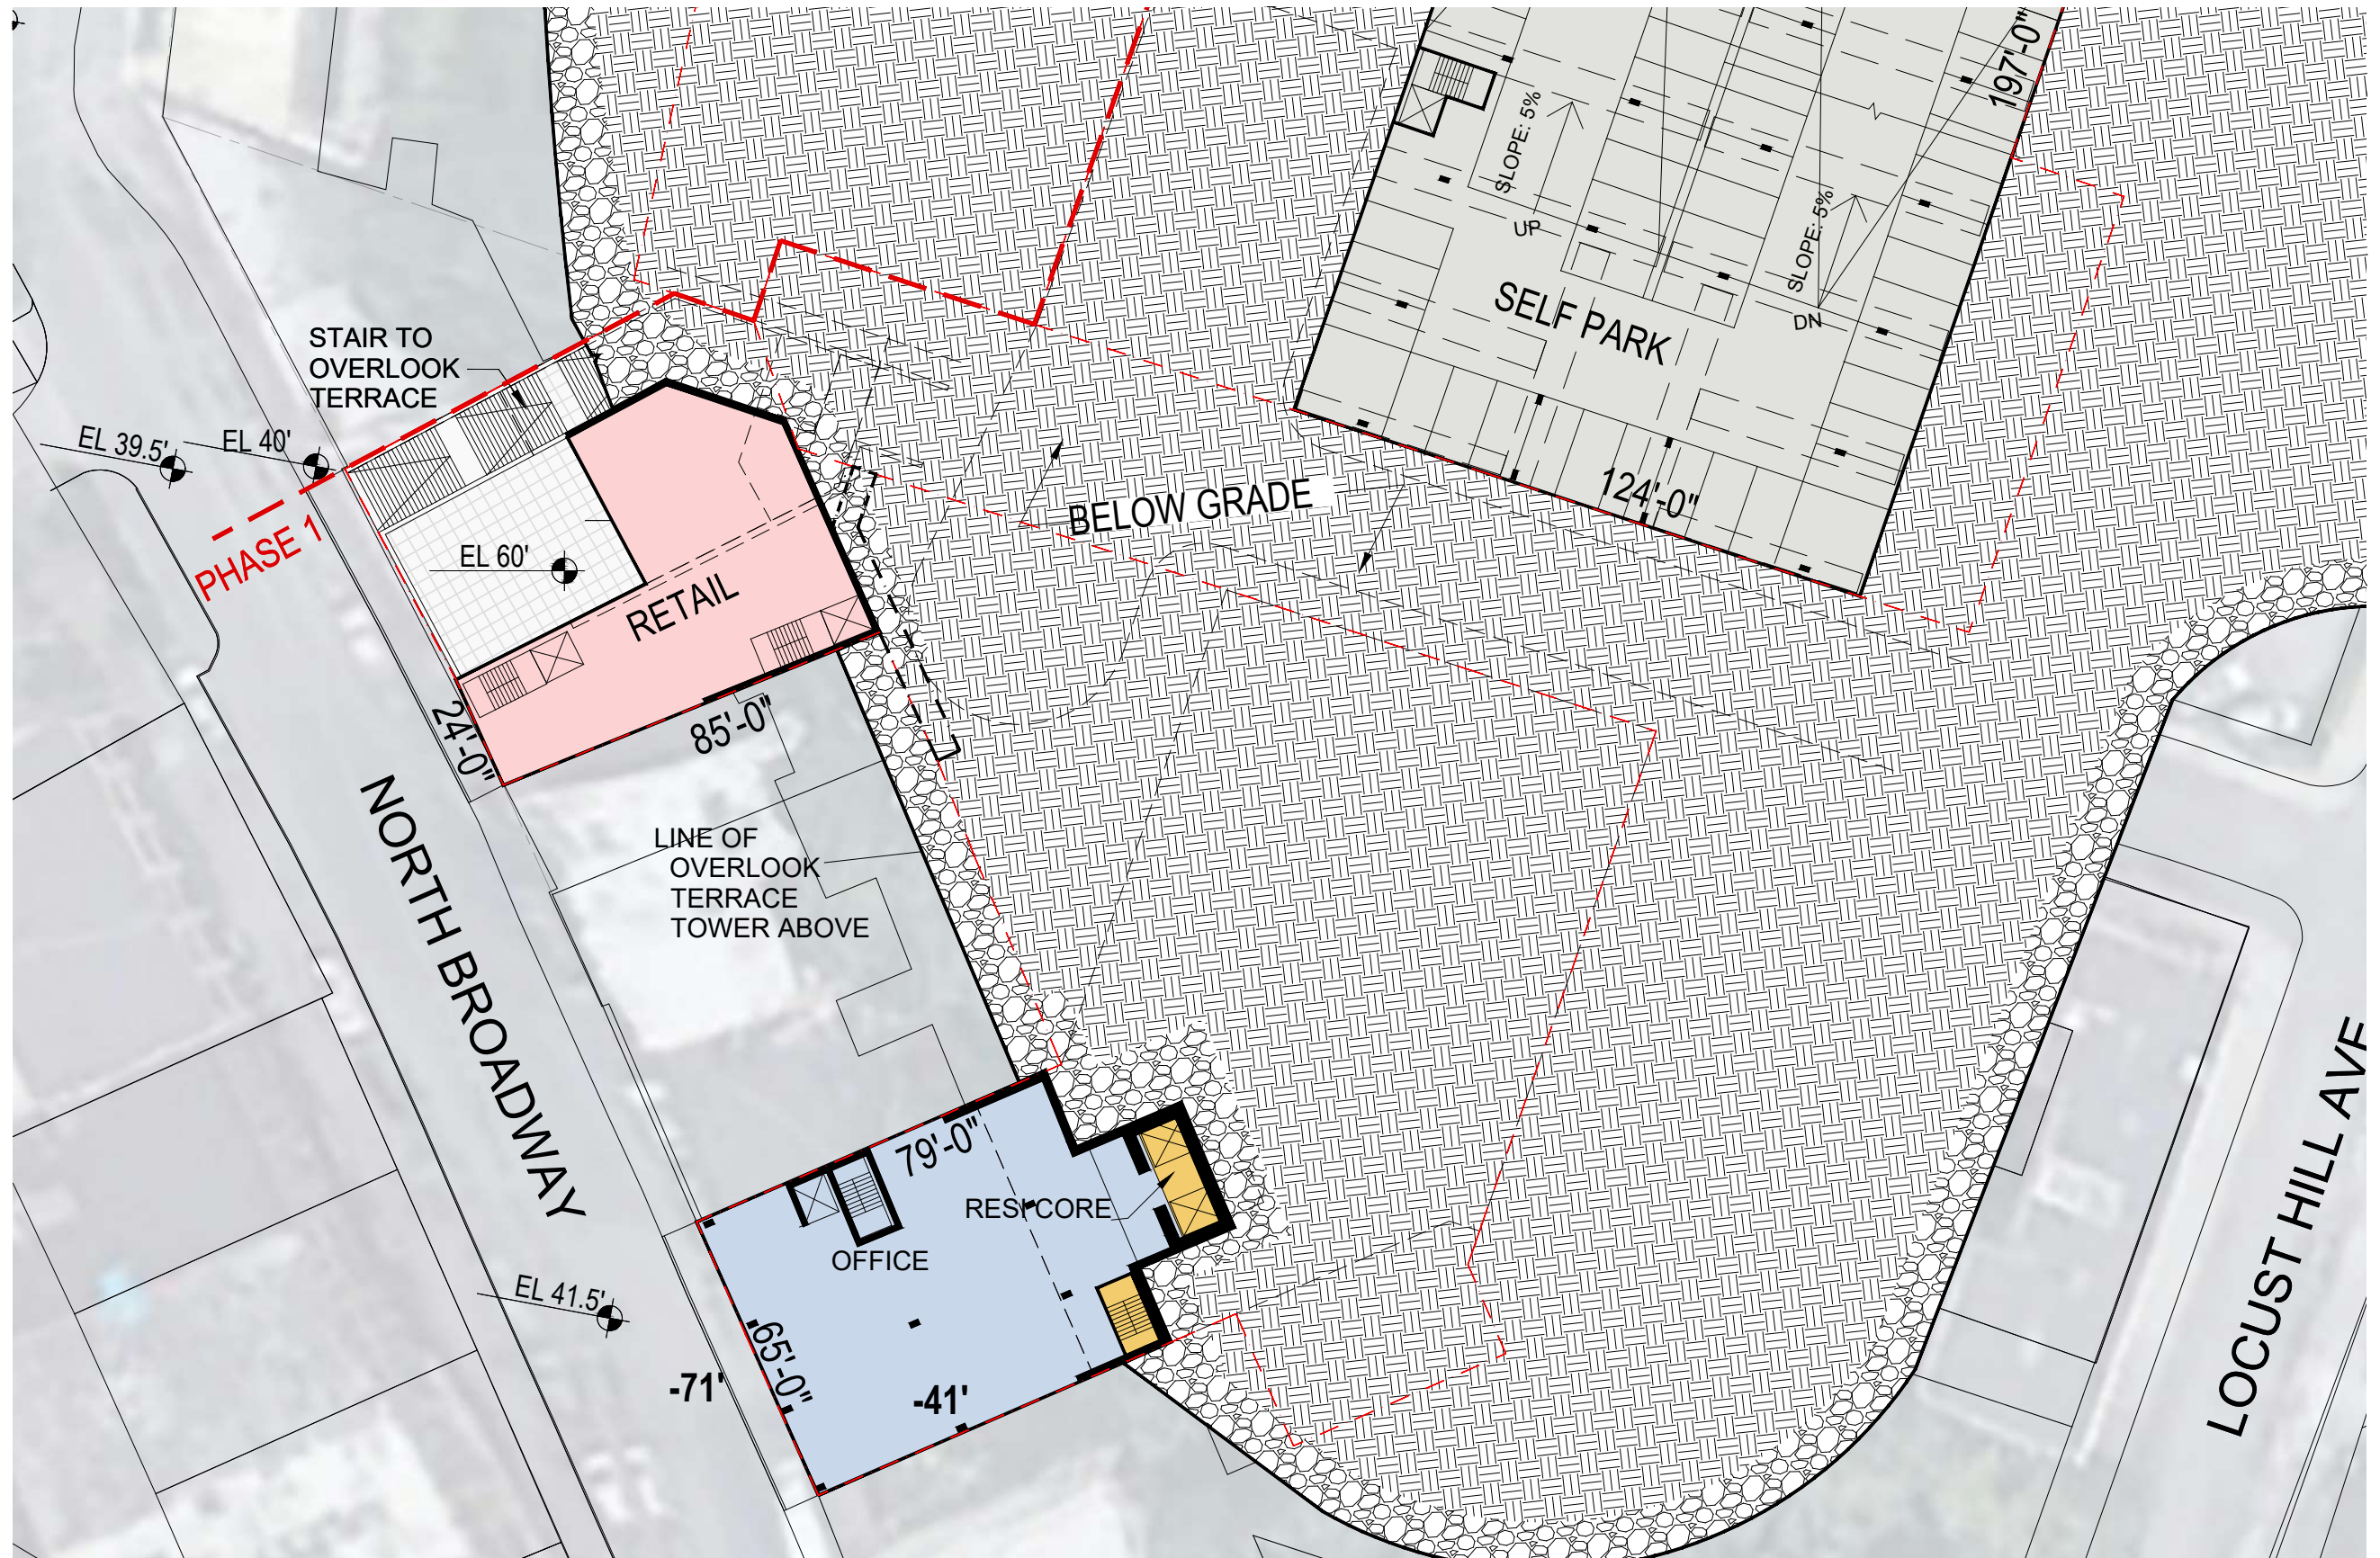 197'-0"
SLOPE: 5%
SLOPE: 5%
UP
DN
SELF PARK
STAIR TO
OVERLOOK
TERRACE
EL 39.5'
EL 40'
PHASE 1
EL 60'
BELOW GRADE
124'-0"
RETAIL
24'-0"
85'-0"
NORTH BROADWAY
LINE OF
OVERLOOK
TERRACE
TOWER ABOVE
79'-0"
RESI CORE
OFFICE
EL 41.5'
65'-0"
-71'
-41'
LOCUST HILL AVE